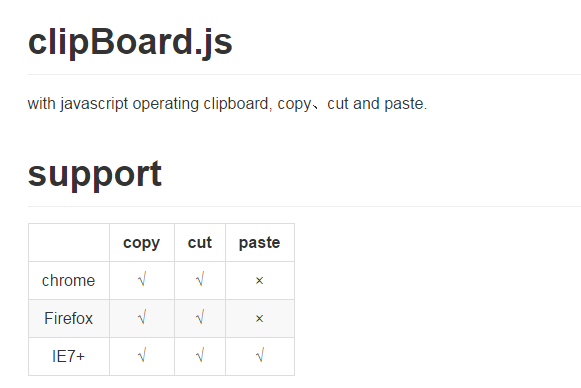 clipBoard.js
with javascript operating clipboard, copy、cut and paste.
support
copy cut paste
chrome √ √ ×
Firefox √ √ ×
IE7+ √ √ √